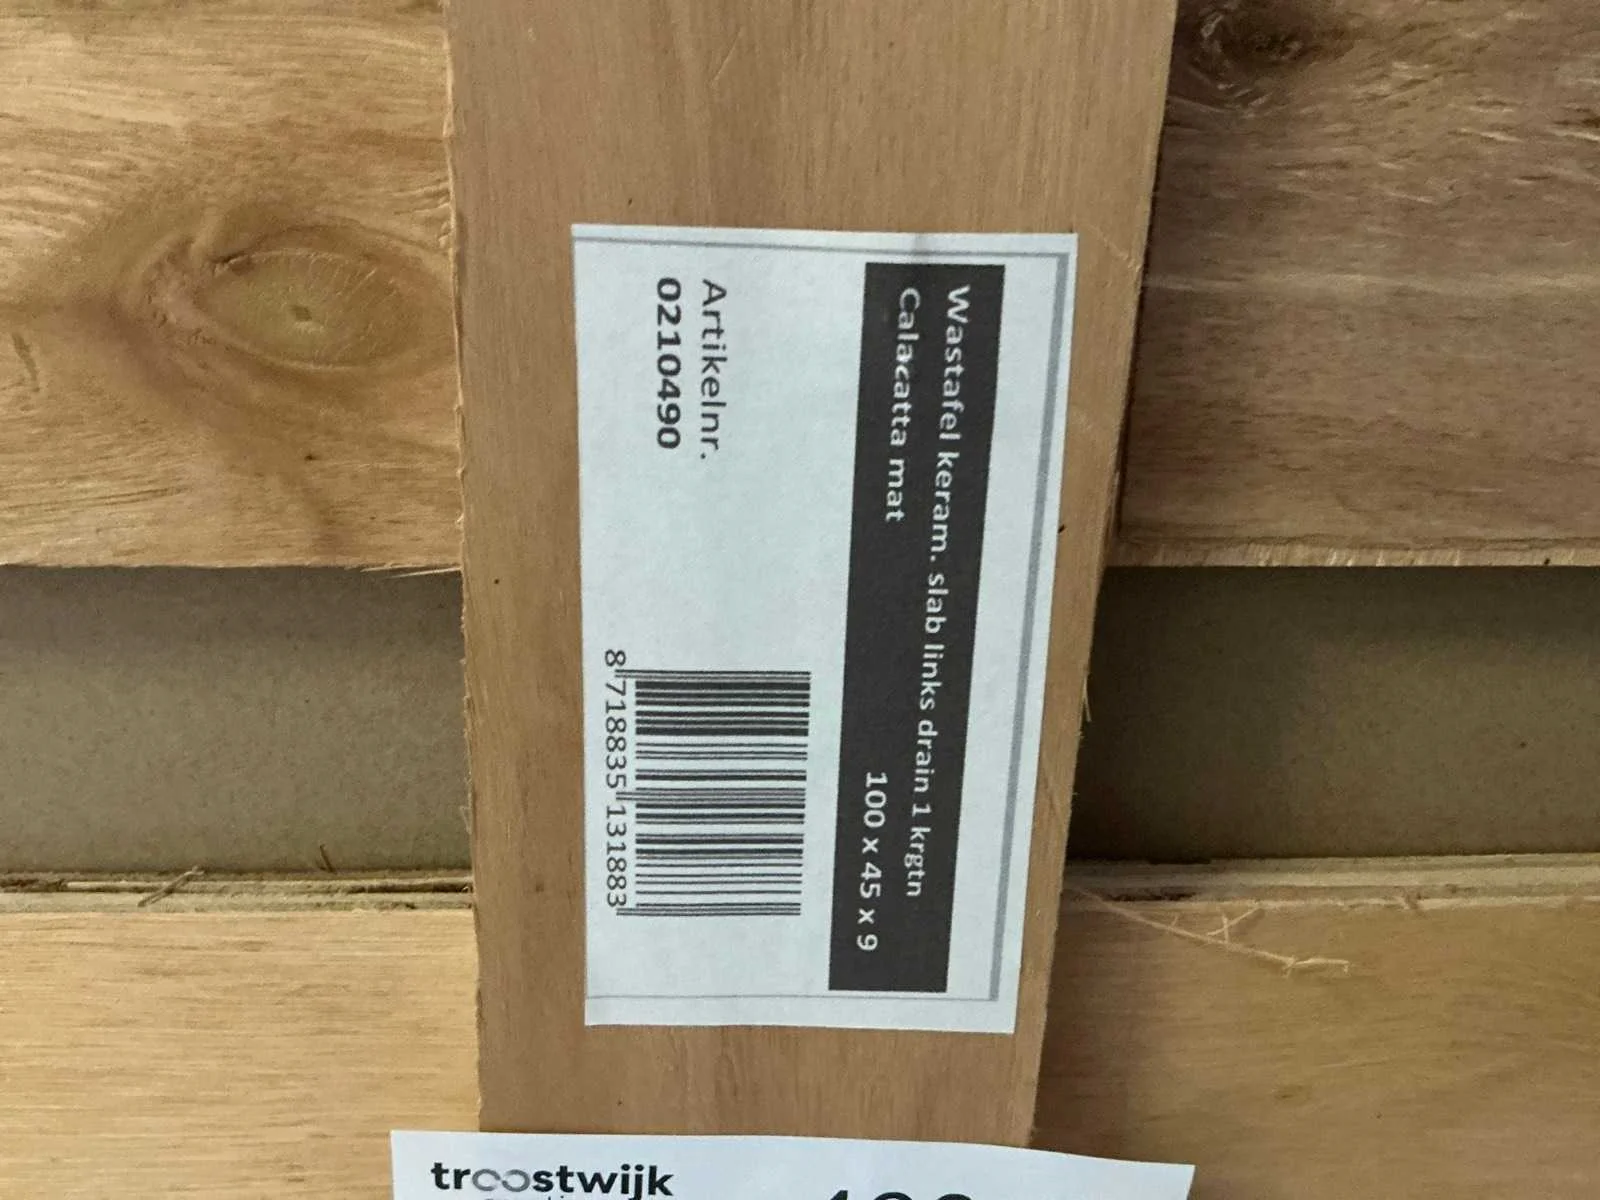 Wastafel keram. slab links drain 1 krgtn
Calacatta mat
100 x 45 x 9
Artikelnr.
0210490
8 718835 131883
troostwijk